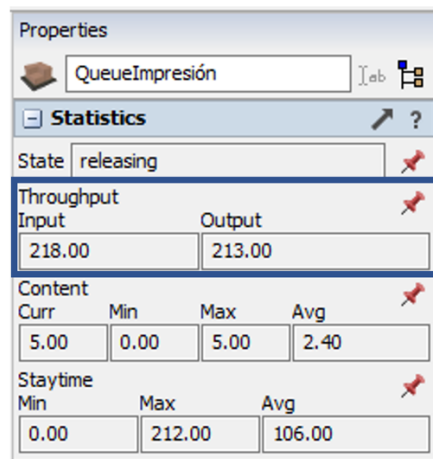 Properties
QueueImpresión
Statistics ?
State releasing
Throughput
Input Output
218.00 213.00
Content
Curr Min Max Avg
5.00 0.00 5.00 2.40
Staytime
Min Max Avg
0.00 212.00 106.00